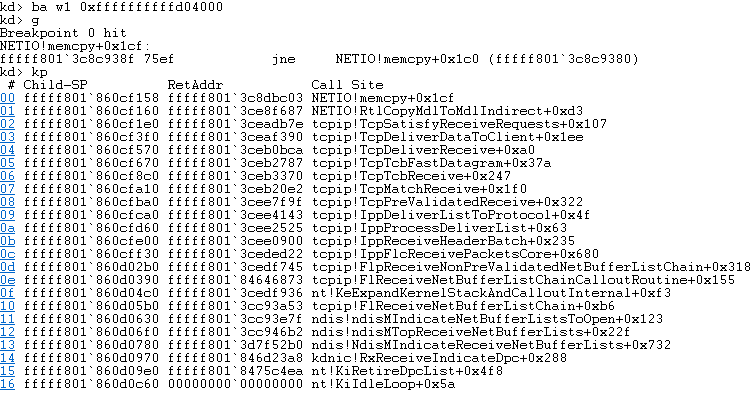 kd> ba w1 0xffffffffffd04000
kd> g
Breakpoint 0 hit
NETIO!memcpy+0x1cf:
fffff801`3c8c938f 75ef            jne     NETIO!memcpy+0x1c0 (fffff801`3c8c9380)
kd> kp
 # Child-SP          RetAddr           Call Site
00 fffff801`860cf158 fffff801`3c8dbc03 NETIO!memcpy+0x1cf
01 fffff801`860cf160 fffff801`3ce8f687 NETIO!RtlCopyMdlToMdlIndirect+0xd3
02 fffff801`860cf1e0 fffff801`3ceadb7e tcpip!TcpSatisfyReceiveRequests+0x107
03 fffff801`860cf3f0 fffff801`3ceaf390 tcpip!TcpDeliverDataToClient+0x1ee
04 fffff801`860cf570 fffff801`3ceb0bca tcpip!TcpDeliverReceive+0xa0
05 fffff801`860cf670 fffff801`3ceb2787 tcpip!TcpTcbFastDatagram+0x37a
06 fffff801`860cf8c0 fffff801`3ceb3370 tcpip!TcpTcbReceive+0x247
07 fffff801`860cfa10 fffff801`3ceb20e2 tcpip!TcpMatchReceive+0x1f0
08 fffff801`860cfba0 fffff801`3cee7f9f tcpip!TcpPreValidatedReceive+0x322
09 fffff801`860cfca0 fffff801`3cee4143 tcpip!IppDeliverListToProtocol+0x4f
0a fffff801`860cfd60 fffff801`3cee2525 tcpip!IppProcessDeliverList+0x63
0b fffff801`860cfe00 fffff801`3cee0900 tcpip!IppReceiveHeaderBatch+0x235
0c fffff801`860cff30 fffff801`3ceded22 tcpip!IppFlcReceivePacketsCore+0x680
0d fffff801`860d02b0 fffff801`3cedf745 tcpip!FlpReceiveNonPreValidatedNetBufferListChain+0x318
0e fffff801`860d0390 fffff801`84646873 tcpip!FlReceiveNetBufferListChainCalloutRoutine+0x155
0f fffff801`860d04c0 fffff801`3cedf936 nt!KeExpandKernelStackAndCalloutInternal+0xf3
10 fffff801`860d05b0 fffff801`3cc93a53 tcpip!FlReceiveNetBufferListChain+0xb6
11 fffff801`860d0630 fffff801`3cc93e7f ndis!ndisMIndicateNetBufferListsToOpen+0x123
12 fffff801`860d06f0 fffff801`3cc946b2 ndis!ndisMTopReceiveNetBufferLists+0x22f
13 fffff801`860d0780 fffff801`3d7f52b0 ndis!NdisMIndicateReceiveNetBufferLists+0x732
14 fffff801`860d0970 fffff801`846d23a8 kdnic!RxReceiveIndicateDpc+0x288
15 fffff801`860d09e0 fffff801`8475c4ea nt!KiRetireDpcList+0x4f8
16 fffff801`860d0c60 00000000`00000000 nt!KiIdleLoop+0x5a